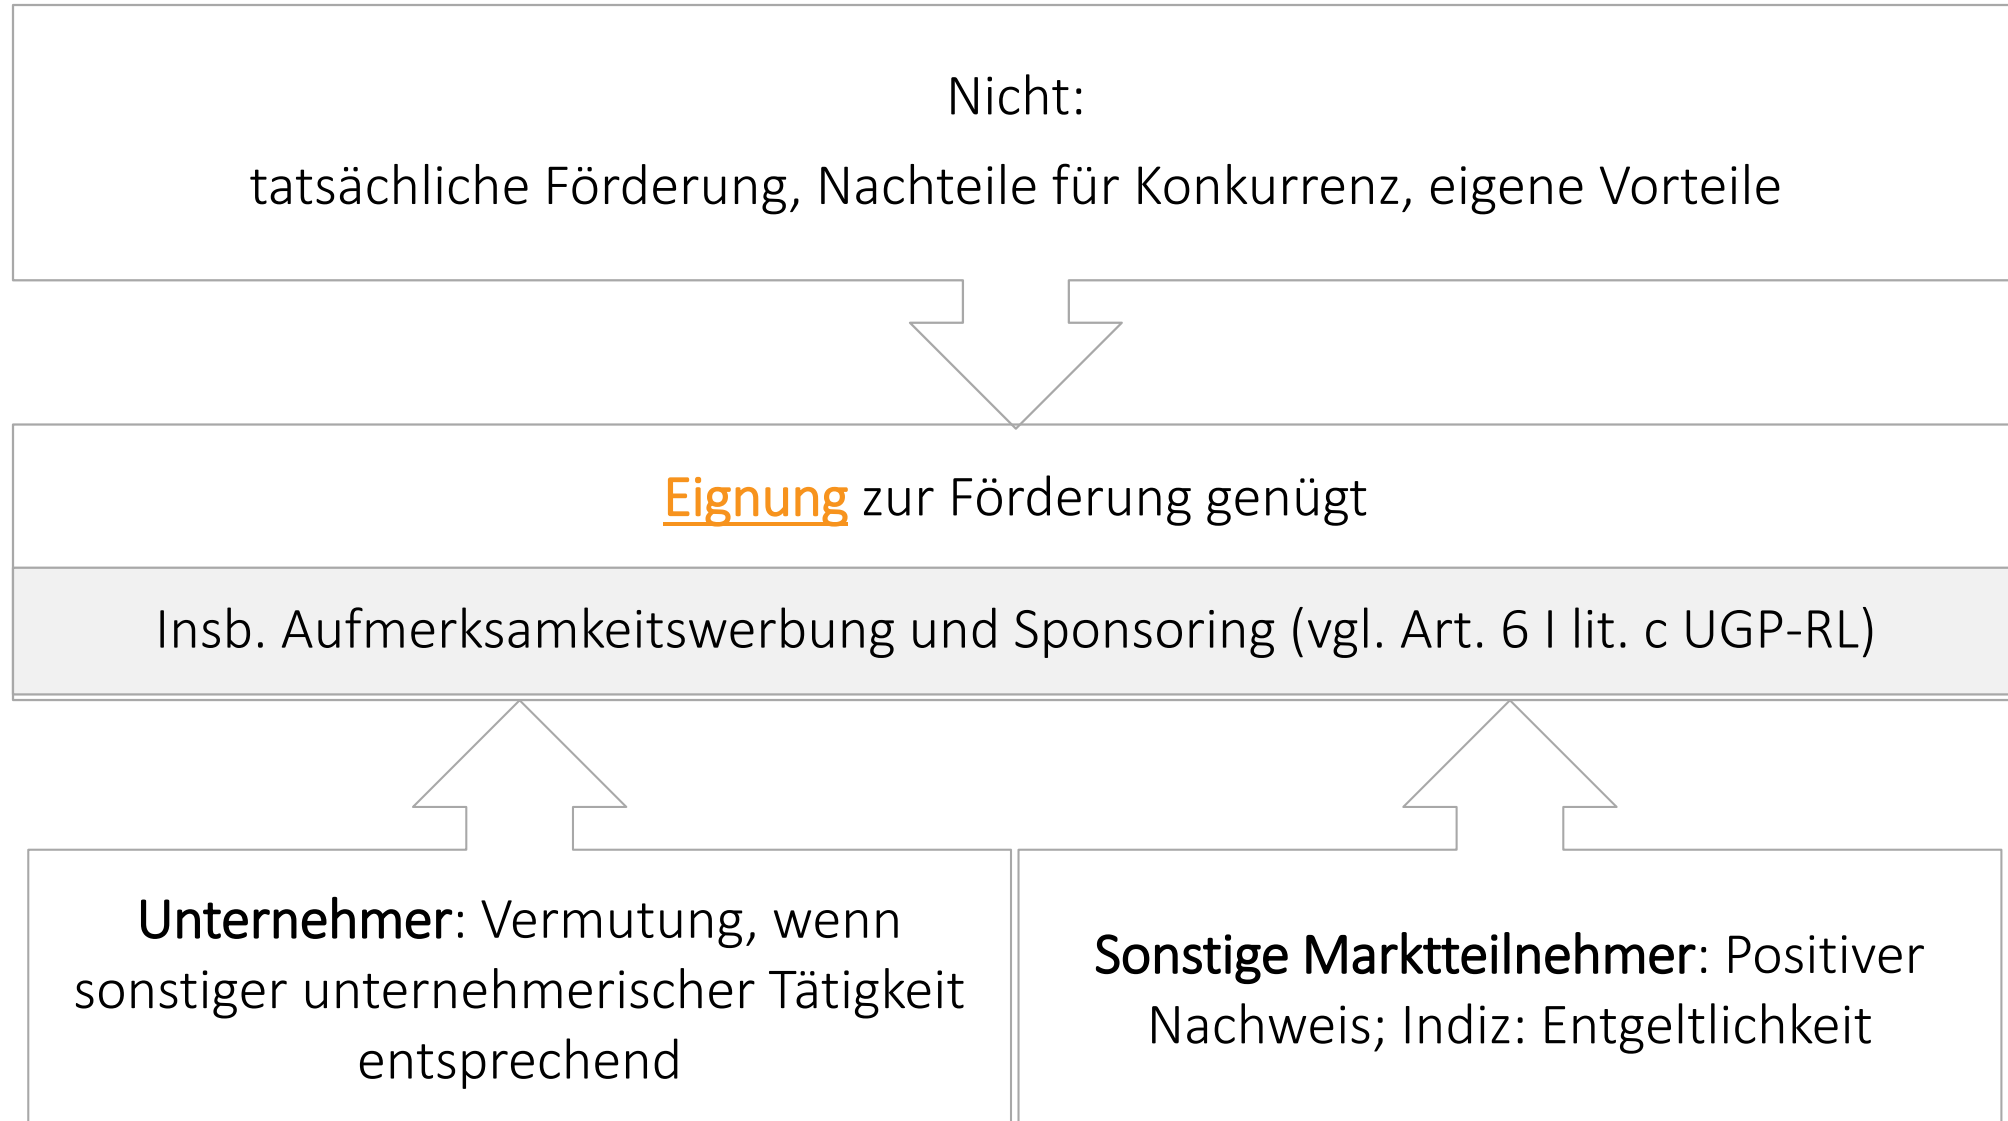 Nicht:
tatsächliche Förderung, Nachteile für Konkurrenz, eigene Vorteile
Eignung zur Förderung genügt
Insb. Aufmerksamkeitswerbung und Sponsoring (vgl. Art. 6 I lit. c UGP-RL)
Unternehmer: Vermutung, wenn
sonstiger unternehmerischer Tätigkeit
entsprechend
Sonstige Marktteilnehmer: Positiver
Nachweis; Indiz: Entgeltlichkeit